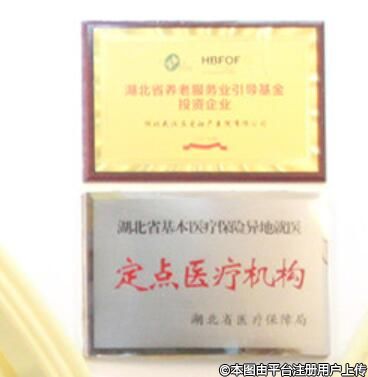 HBFOF
湖北省养老服务业引导基金
投资企业
湖北省基本医疗保险异地就医
定点医疗机构
湖北省医疗保障局
©本图由平台注册用户上传